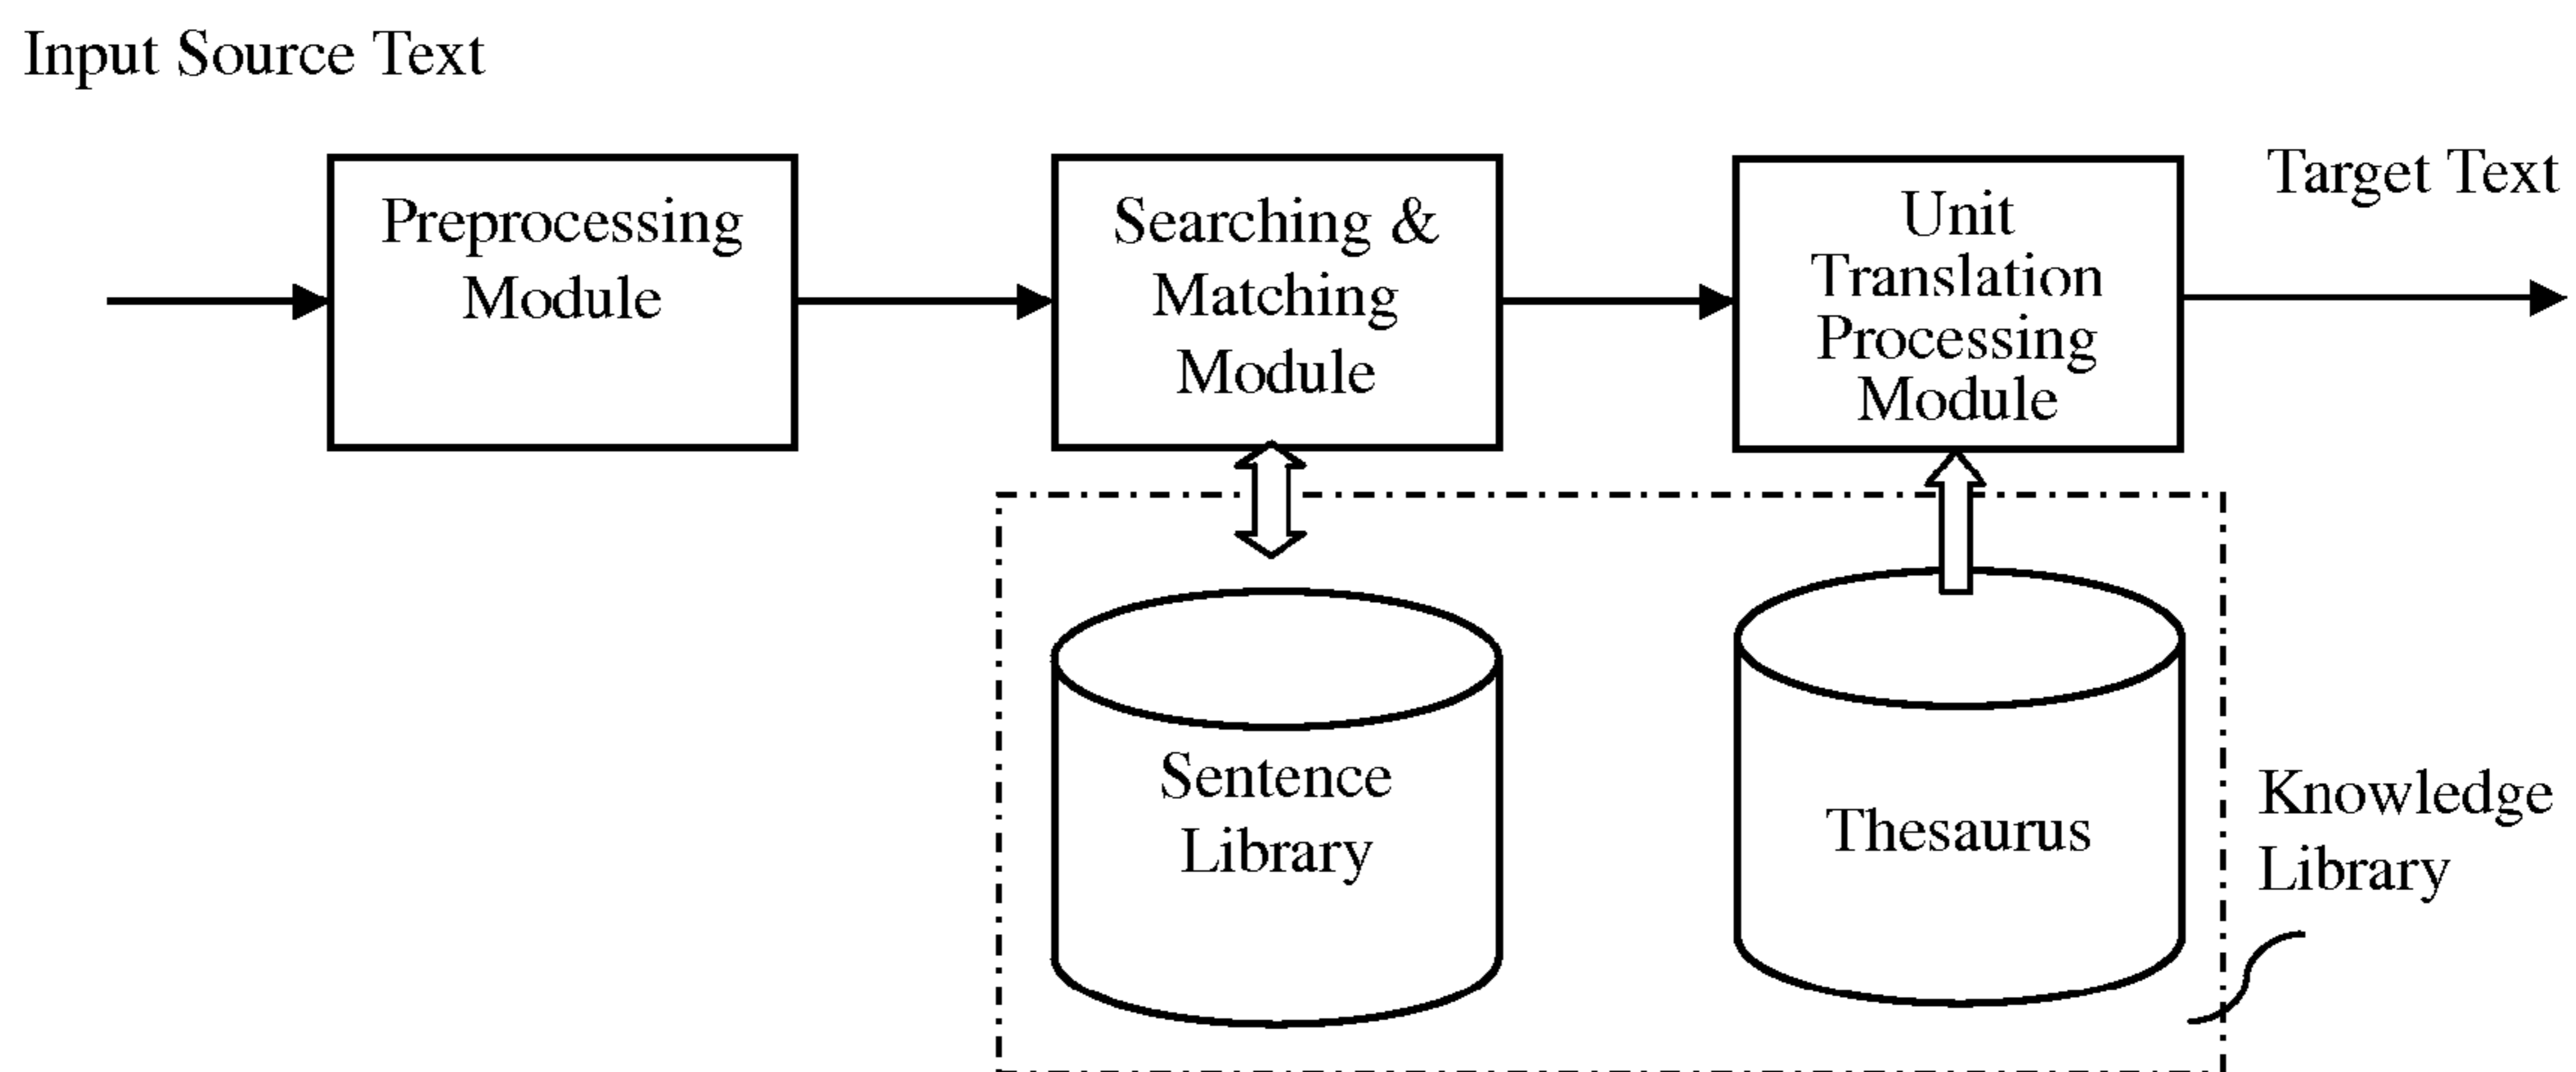 Input Source Text
Preprocessing
Module
Searching &
Matching
Module
Unit
Translation
Processing
Module
Target Text
Sentence
Library
Thesaurus
Knowledge
Library